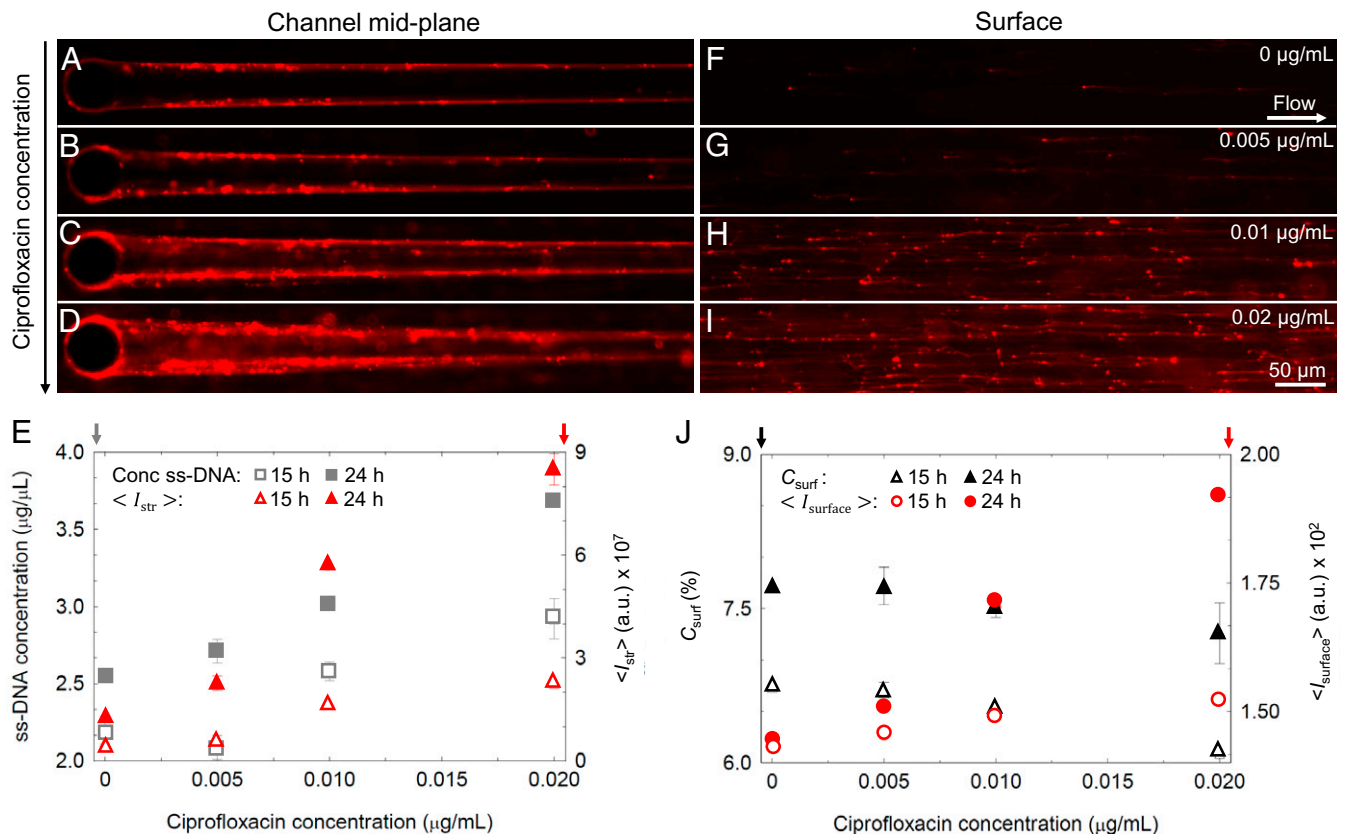 Channel mid-plane
Surface
Ciprofloxacin concentration
A
B
C
D
F
0 µg/mL
Flow
G
0.005 µg/mL
H
0.01 µg/mL
I
0.02 µg/mL
50 µm
E
4.0
3.5
3.0
2.5
2.0
ss-DNA concentration (µg/µL)
Conc ss-DNA: 15 h 24 h
< I_str >: 15 h 24 h
9
6
3
0
<I_str> (a.u.) x 10^7
0 0.005 0.010 0.015 0.020
Ciprofloxacin concentration (µg/mL)
J
9.0
7.5
6.0
C_surf (%)
C_surf : 15 h 24 h
< I_surface >: 15 h 24 h
2.00
1.75
1.50
<I_surface> (a.u.) x 10^2
0 0.005 0.010 0.015 0.020
Ciprofloxacin concentration (µg/mL)